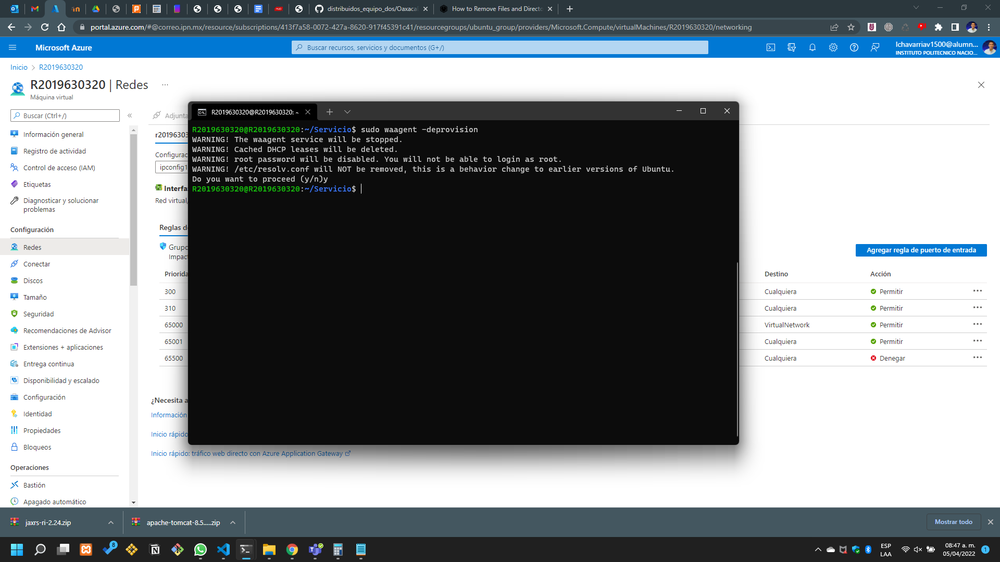 distribuidos_equipo_dos/Oaxaca
How to Remove Files and Directo
portal.azure.com/#@correo.ipn.mx/resource/subscriptions/413f7a58-0072-427a-8620-917f45391c41/resourcegroups/ubuntu_group/providers/Microsoft.Compute/virtualMachines/R2019630320/networking
Microsoft Azure
Buscar recursos, servicios y documentos (G+/)
lchavarriav1500@alumn...
INSTITUTO POLITECNICO NACIO...
Inicio > R2019630320
R2019630320 | Redes ...
Máquina virtual
Buscar (Ctrl+/)
Adjunta
Información general
Registro de actividad
Control de acceso (IAM)
Etiquetas
Diagnosticar y solucionar
problemas
Configuración
Redes
Conectar
Discos
Tamaño
Seguridad
Recomendaciones de Advisor
Extensiones + aplicaciones
Entrega continua
Disponibilidad y escalado
Configuración
Identidad
Propiedades
Bloqueos
Operaciones
Bastión
Apagado automático
r20196303
Configurac
ipconfig1
Interfa
Red virtual,
Reglas de
Grupo
Impact
Priorida
300
310
65000
65001
65500
¿Necesita a
Información
Inicio rápido
Inicio rápido: tráfico web directo con Azure Application Gateway
R2019630320@R2019630320: ~
R2019630320@R2019630320:~/Servicio$ sudo waagent -deprovision
WARNING! The waagent service will be stopped.
WARNING! Cached DHCP leases will be deleted.
WARNING! root password will be disabled. You will not be able to login as root.
WARNING! /etc/resolv.conf will NOT be removed, this is a behavior change to earlier versions of Ubuntu.
Do you want to proceed (y/n)y
R2019630320@R2019630320:~/Servicio$
Agregar regla de puerto de entrada
Destino Acción
Cualquiera Permitir
Cualquiera Permitir
VirtualNetwork Permitir
Cualquiera Permitir
Cualquiera Denegar
jaxrs-ri-2.24.zip
apache-tomcat-8.5.....zip
Mostrar todo
8
ESP
LAA
08:47 a. m.
05/04/2022
1